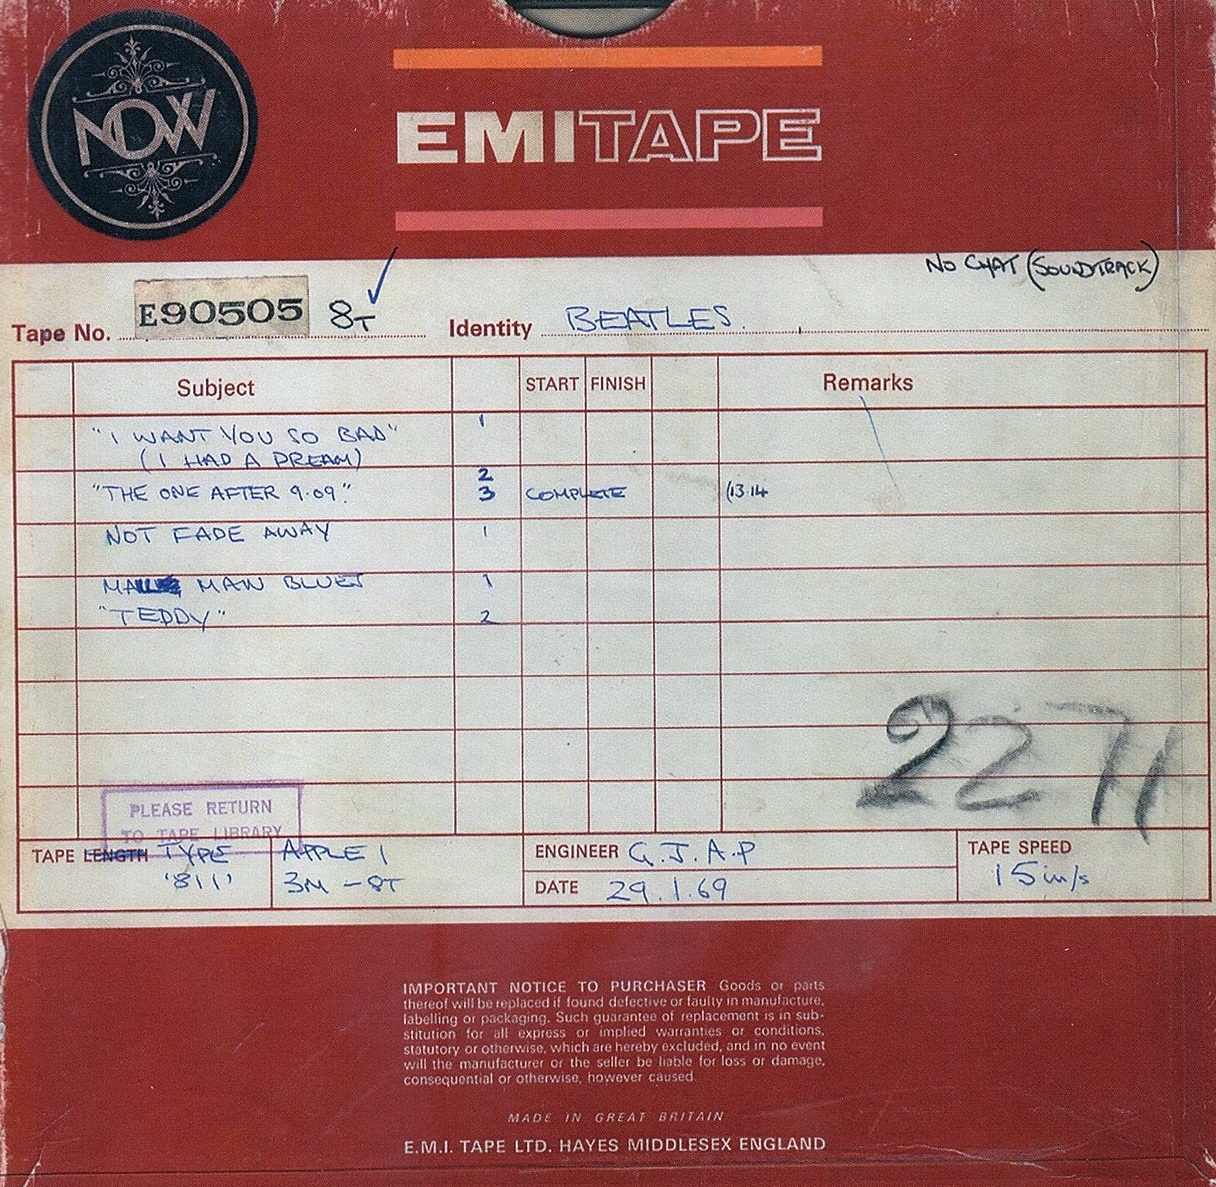 NOW
EMITAPE
NO CHAT (SOUNDTRACK)
Tape No. E90505 8T Identity BEATLES.
Subject START FINISH Remarks
"I WANT YOU SO BAD" 1
(I HAD A DREAM)
2
"THE ONE AFTER 9.09." 3 COMPLETE (13.14
NOT FADE AWAY 1
MAN BLUES 1
"TEDDY" 2
2271
PLEASE RETURN
TO TAPE LIBRARY
TAPE LENGTH TYPE APPLE 1 ENGINEER G.J.A.P TAPE SPEED
'811' 3M - 8T DATE 29.1.69 15 in/s
IMPORTANT NOTICE TO PURCHASER Goods or parts
thereof will be replaced if found defective or faulty in manufacture,
labelling or packaging. Such guarantee of replacement is in sub-
stitution for all express or implied warranties or conditions,
statutory or otherwise, which are hereby excluded, and in no event
will the manufacturer or the seller be liable for loss or damage,
consequential or otherwise, however caused.
MADE IN GREAT BRITAIN
E.M.I. TAPE LTD. HAYES MIDDLESEX ENGLAND